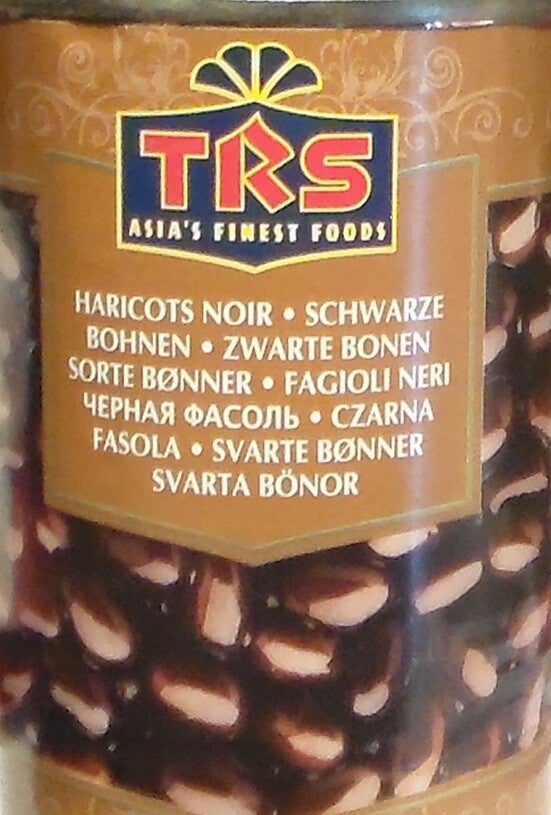 TRS
ASIA'S FINEST FOODS
HARICOTS NOIR • SCHWARZE
BOHNEN • ZWARTE BONEN
SORTE BØNNER • FAGIOLI NERI
ЧЕРНАЯ ФАСОЛЬ • CZARNA
FASOLA • SVARTE BØNNER
SVARTA BÖNOR